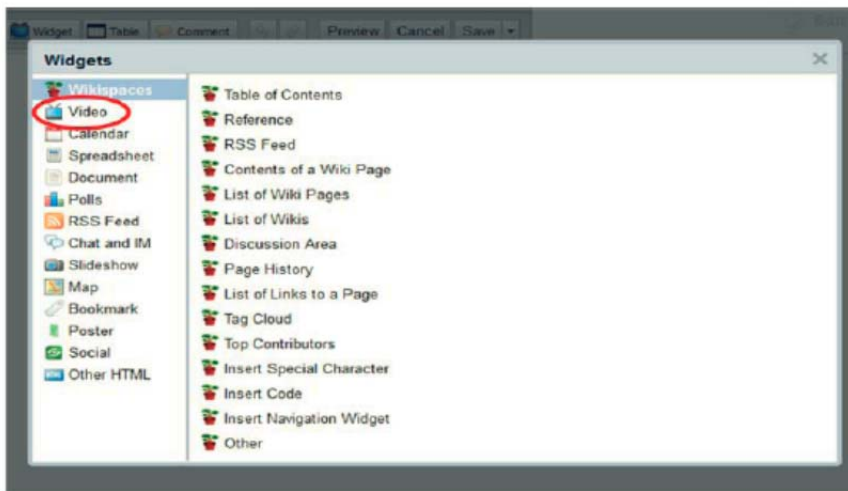 Widget Table Comment Preview Cancel Save
Widgets
Wikispaces
Video
Calendar
Spreadsheet
Document
Polls
RSS Feed
Chat and IM
Slideshow
Map
Bookmark
Poster
Social
Other HTML
Table of Contents
Reference
RSS Feed
Contents of a Wiki Page
List of Wiki Pages
List of Wikis
Discussion Area
Page History
List of Links to a Page
Tag Cloud
Top Contributors
Insert Special Character
Insert Code
Insert Navigation Widget
Other